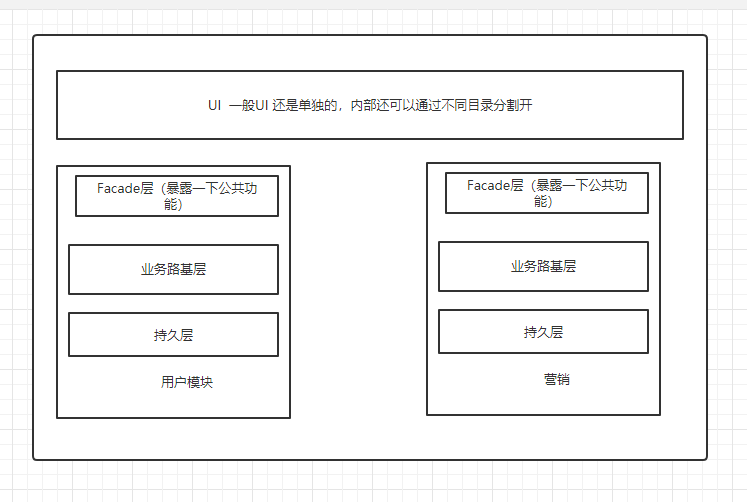 UI 一般UI 还是单独的，内部还可以通过不同目录分割开
Facade层（暴露一下公共功
能）
业务路基层
持久层
用户模块
Facade层（暴露一下公共功
能）
业务路基层
持久层
营销